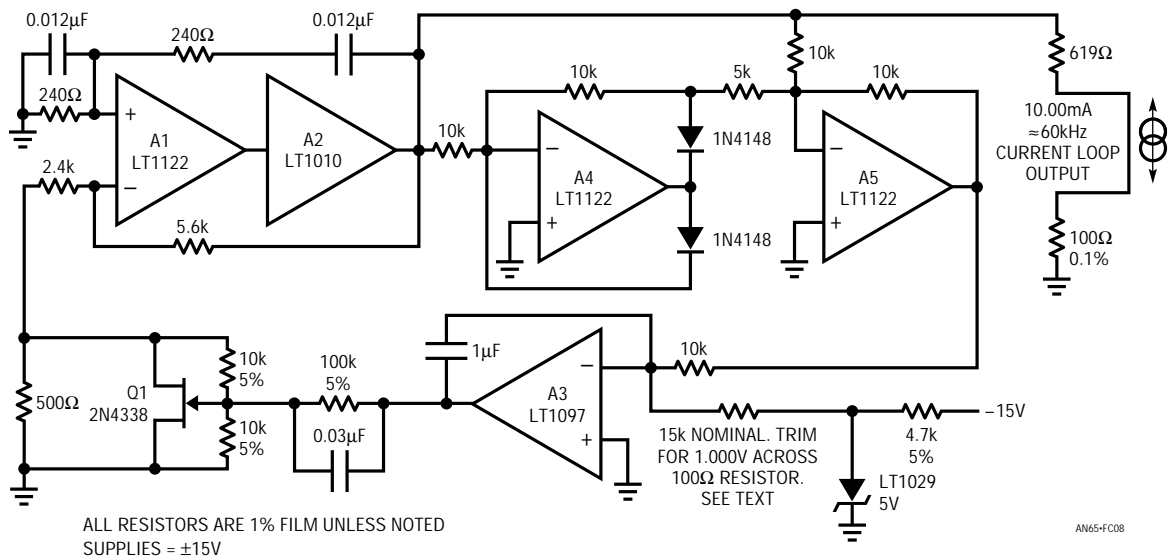 0.012µF
0.012µF
240Ω
240Ω
+
A1
LT1122
–
A2
LT1010
2.4k
5.6k
10k
10k
5k
10k
10k
–
A4
LT1122
+
1N4148
1N4148
–
A5
LT1122
+
619Ω
10.00mA
≈60kHz
CURRENT LOOP
OUTPUT
100Ω
0.1%
500Ω
Q1
2N4338
10k
5%
10k
5%
100k
5%
0.03µF
1µF
–
A3
LT1097
+
10k
15k NOMINAL. TRIM
FOR 1.000V ACROSS
100Ω RESISTOR.
SEE TEXT
4.7k
5%
–15V
LT1029
5V
ALL RESISTORS ARE 1% FILM UNLESS NOTED
SUPPLIES = ±15V
AN65•FC08